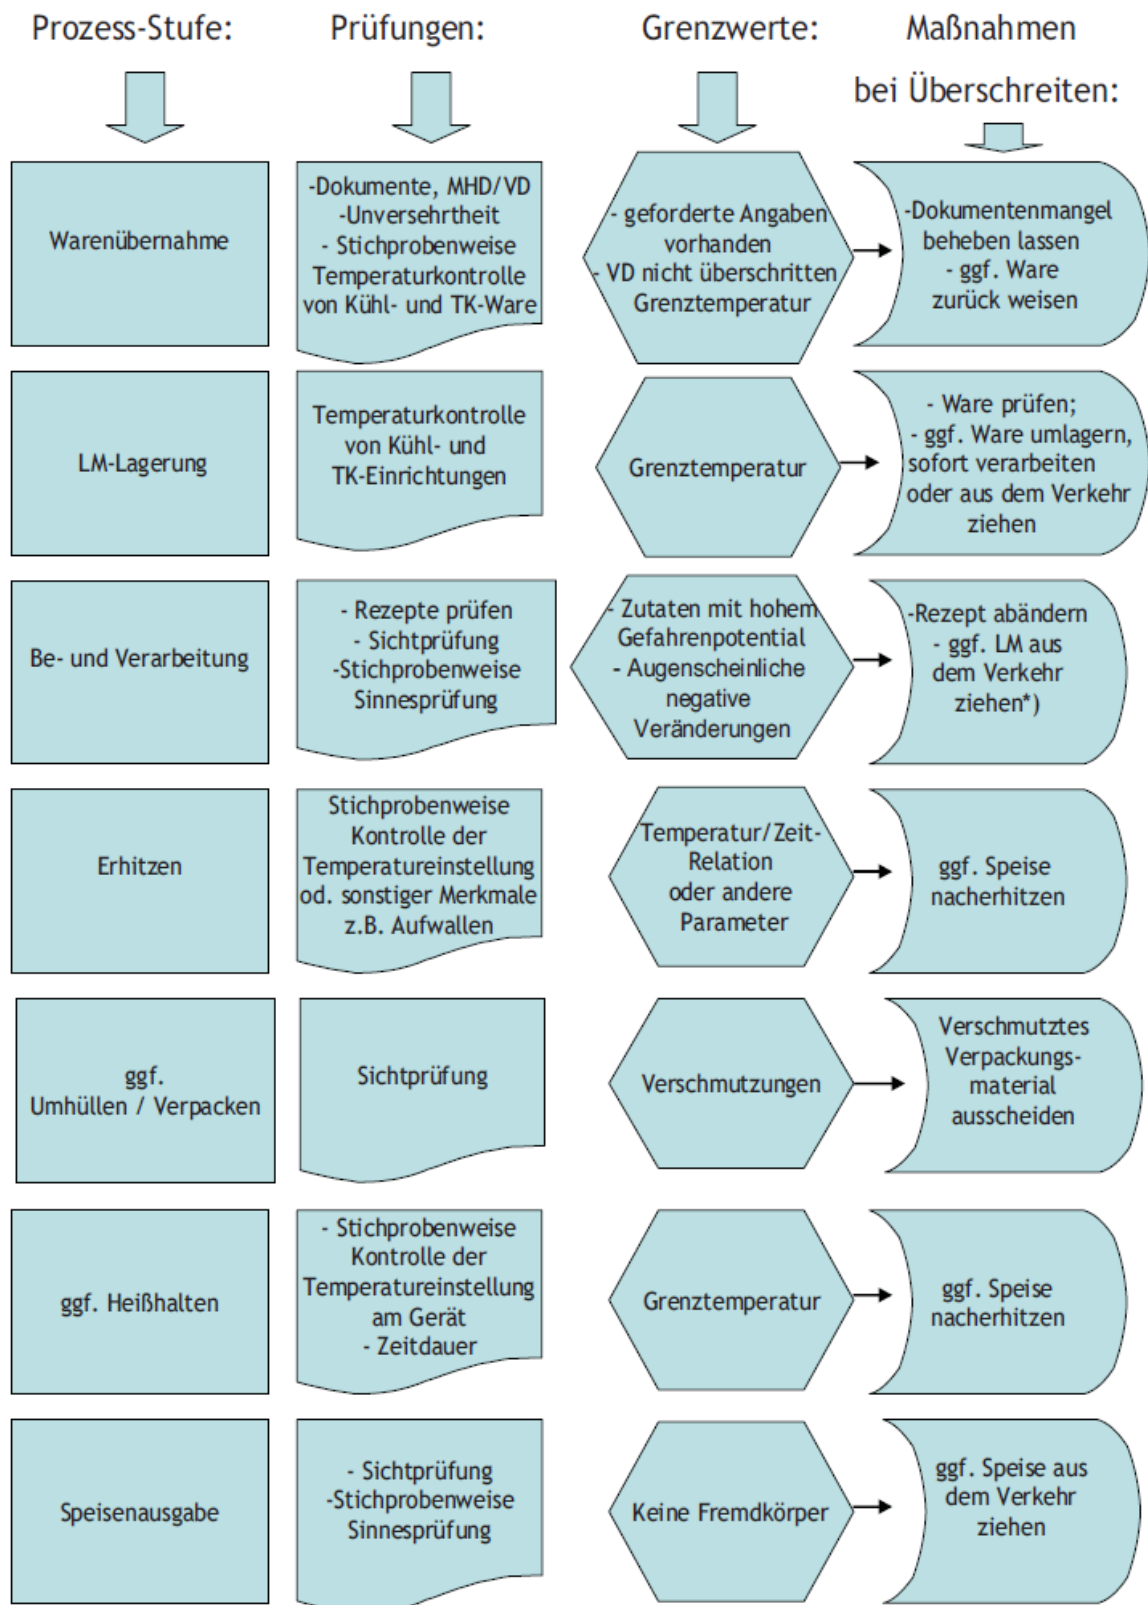 Prozess-Stufe:
Prüfungen:
Grenzwerte:
Maßnahmen
bei Überschreiten:
Warenübernahme
-Dokumente, MHD/VD
-Unversehrtheit
- Stichprobenweise
Temperaturkontrolle
von Kühl- und TK-Ware
- geforderte Angaben
vorhanden
- VD nicht überschritten
Grenztemperatur
-Dokumentenmangel
beheben lassen
- ggf. Ware
zurück weisen
LM-Lagerung
Temperaturkontrolle
von Kühl- und
TK-Einrichtungen
Grenztemperatur
- Ware prüfen;
- ggf. Ware umlagern,
sofort verarbeiten
oder aus dem Verkehr
ziehen
Be- und Verarbeitung
- Rezepte prüfen
- Sichtprüfung
-Stichprobenweise
Sinnesprüfung
- Zutaten mit hohem
Gefahrenpotential
- Augenscheinliche
negative
Veränderungen
-Rezept abändern
- ggf. LM aus
dem Verkehr
ziehen*)
Erhitzen
Stichprobenweise
Kontrolle der
Temperatureinstellung
od. sonstiger Merkmale
z.B. Aufwallen
Temperatur/Zeit-
Relation
oder andere
Parameter
ggf. Speise
nacherhitzen
ggf.
Umhüllen / Verpacken
Sichtprüfung
Verschmutzungen
Verschmutztes
Verpackungs-
material
ausscheiden
ggf. Heißhalten
- Stichprobenweise
Kontrolle der
Temperatureinstellung
am Gerät
- Zeitdauer
Grenztemperatur
ggf. Speise
nacherhitzen
Speisenausgabe
- Sichtprüfung
-Stichprobenweise
Sinnesprüfung
Keine Fremdkörper
ggf. Speise aus
dem Verkehr
ziehen